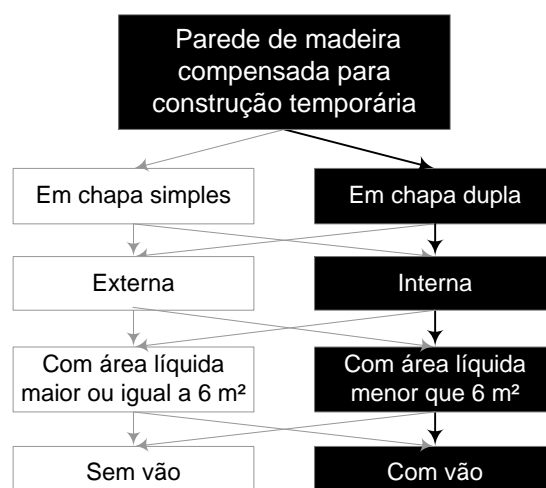 Parede de madeira
compensada para
construção temporária
Em chapa simples
Em chapa dupla
Externa
Interna
Com área líquida
maior ou igual a 6 m²
Com área líquida
menor que 6 m²
Sem vão
Com vão